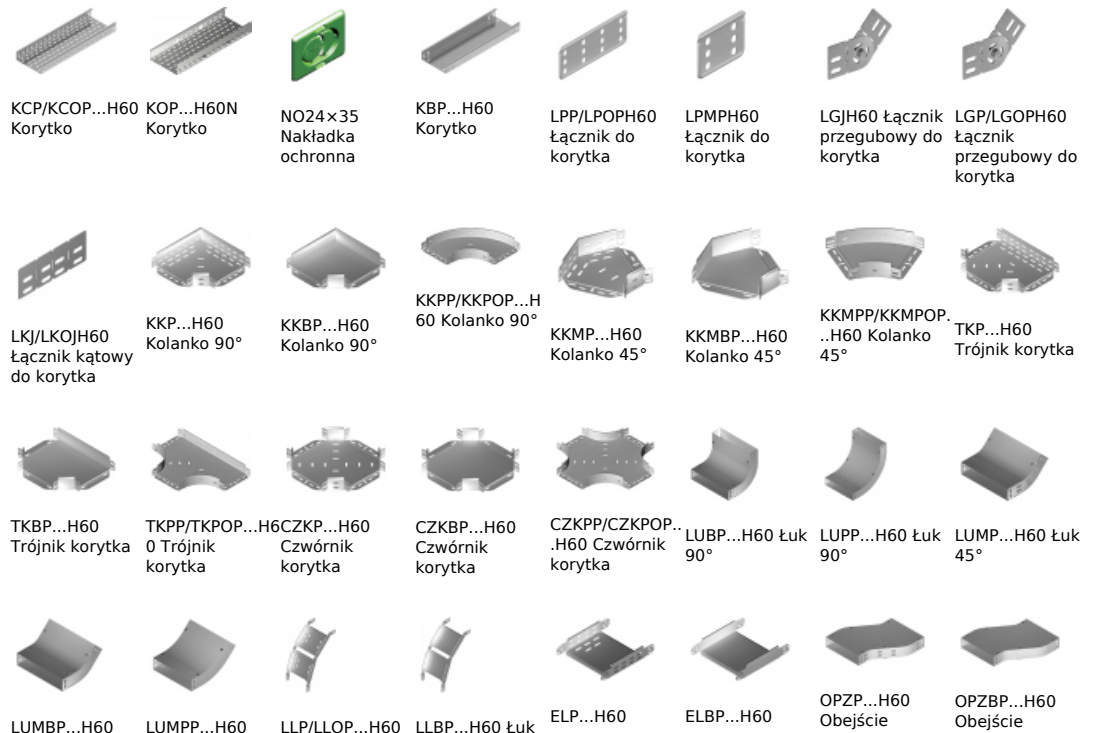 KCP/KCOP...H60
Korytko
KOP...H60N
Korytko
NO24×35
Nakładka
ochronna
KBP...H60
Korytko
LPP/LPOPH60
Łącznik do
korytka
LPMPH60
Łącznik do
korytka
LGJH60 Łącznik
przegubowy do
korytka
LGP/LGOPH60
Łącznik
przegubowy do
korytka
LKJ/LKOJH60
Łącznik kątowy
do korytka
KKP...H60
Kolanko 90°
KKBP...H60
Kolanko 90°
KKPP/KKPOP...H
60 Kolanko 90°
KKMP...H60
Kolanko 45°
KKMBP...H60
Kolanko 45°
KKMPP/KKMPOP.
..H60 Kolanko
45°
TKP...H60
Trójnik korytka
TKBP...H60
Trójnik korytka
TKPP/TKPOP...H6
0 Trójnik
korytka
CZKP...H60
Czwórnik
korytka
CZKBP...H60
Czwórnik
korytka
CZKPP/CZKPOP..
.H60 Czwórnik
korytka
LUBP...H60 Łuk
90°
LUPP...H60 Łuk
90°
LUMP...H60 Łuk
45°
LUMBP...H60
LUMPP...H60
LLP/LLOP...H60
LLBP...H60 Łuk
ELP...H60
ELBP...H60
OPZP...H60
Obejście
OPZBP...H60
Obejście